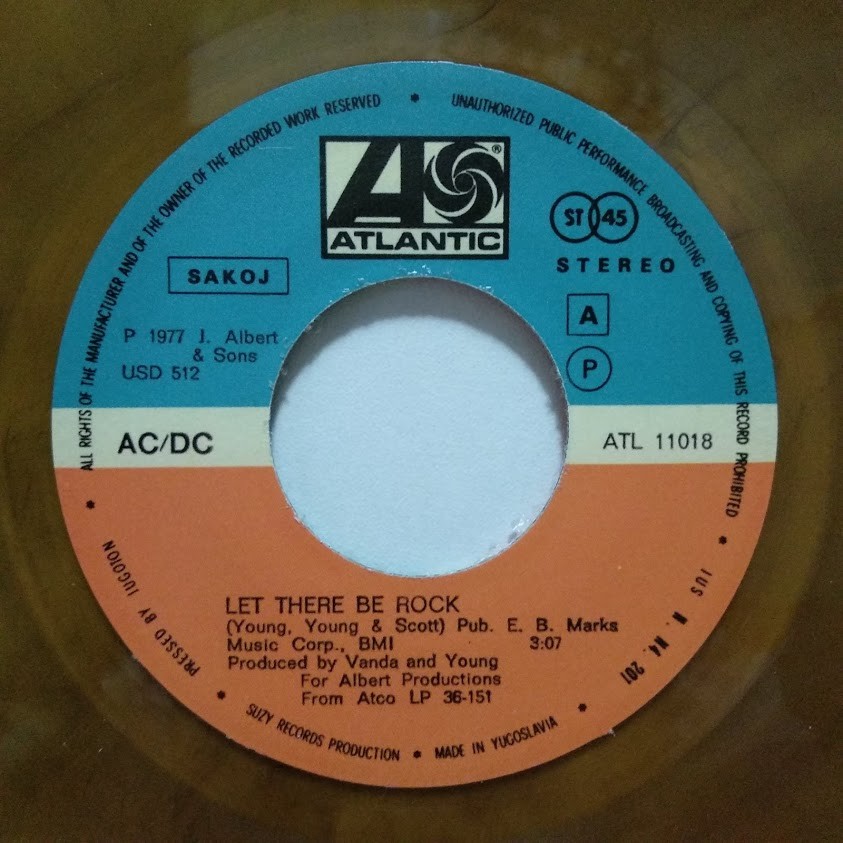 ALL RIGHTS OF THE MANUFACTURER AND OF THE OWNER OF THE RECORDED WORK RESERVED * UNAUTHORIZED PUBLIC PERFORMANCE BROADCASTING AND COPYING OF THIS RECORD PROHIBITED *
ATLANTIC
®
ST 45
STEREO
SAKOJ
A
P
P 1977 J. Albert
& Sons
USD 512
AC/DC
ATL 11018
LET THERE BE ROCK
(Young, Young & Scott) Pub. E. B. Marks
Music Corp., BMI 3:07
Produced by Vanda and Young
For Albert Productions
From Atco LP 36-151
* PRESSED BY JUGOTON * SUZY RECORDS PRODUCTION * MADE IN YUGOSLAVIA *
JUS N. N4. 201